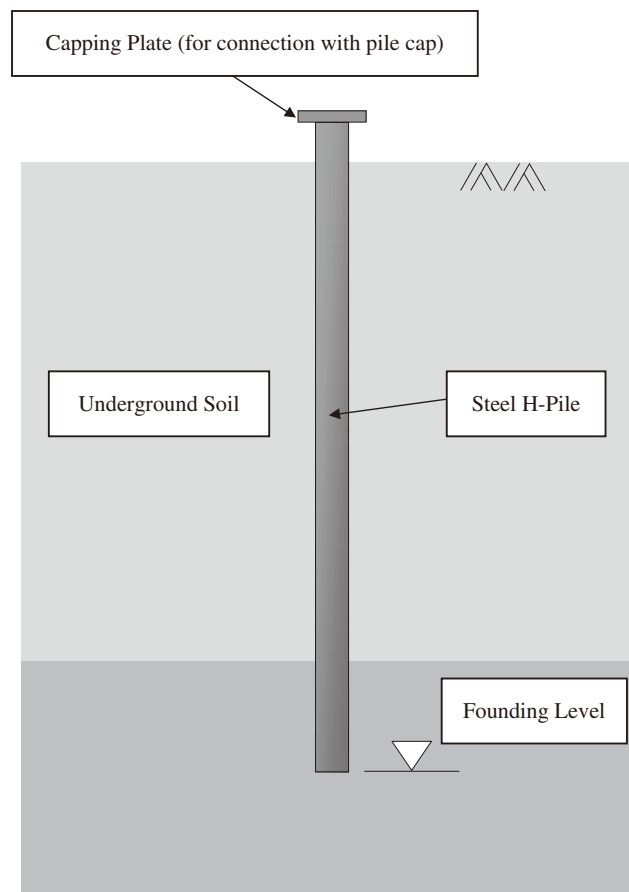 Capping Plate (for connection with pile cap)
Underground Soil
Steel H-Pile
Founding Level